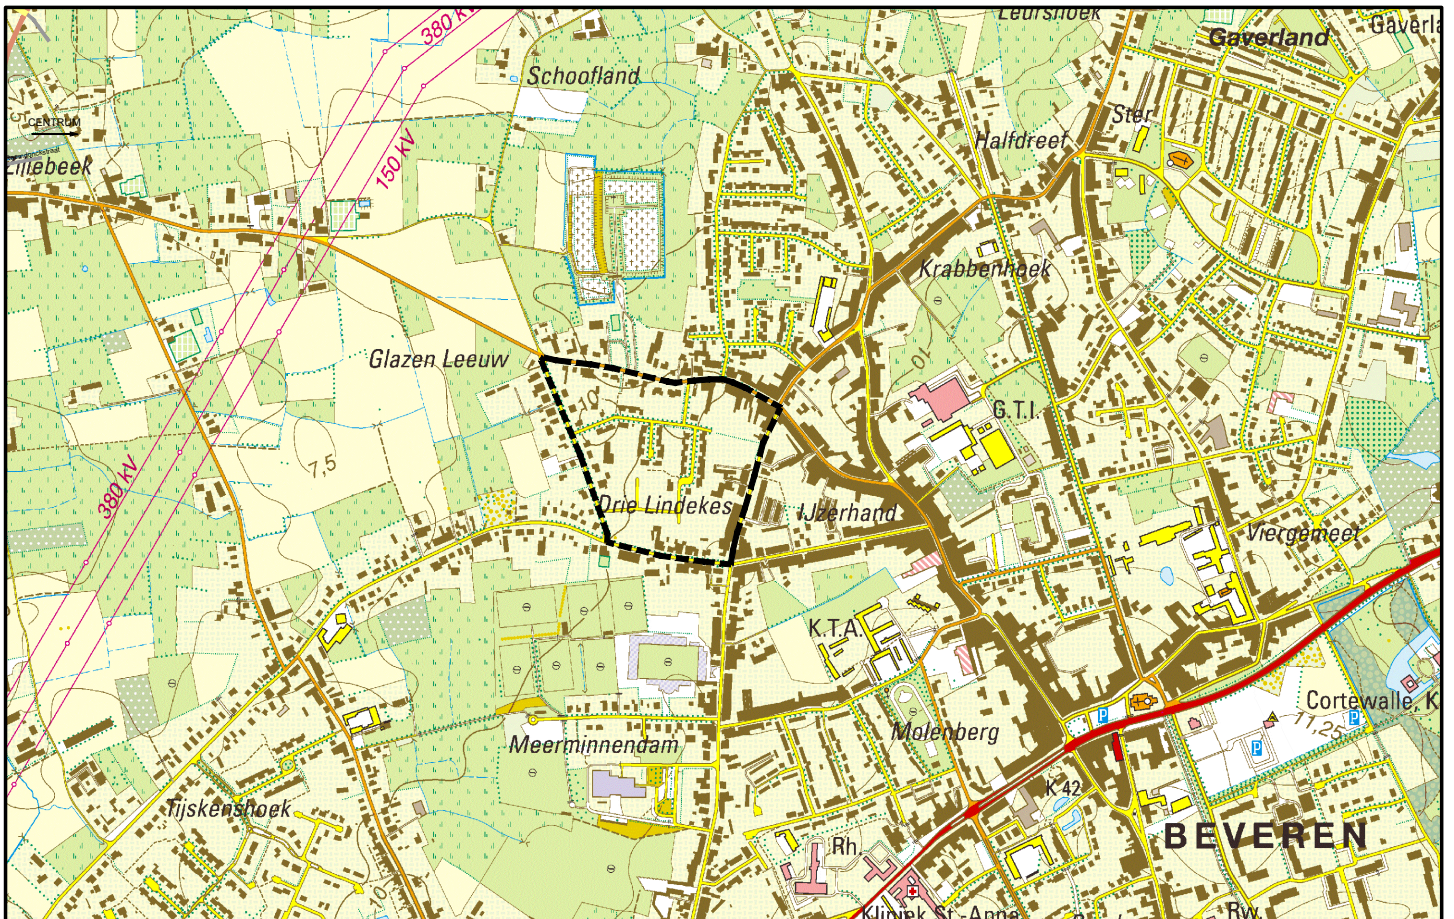 380 kV
Leurshoek
Gaverland
Gaverla
Schoofland
CENTRUM
Ster
Halfdreef
150 kV
Krabbenhoek
Glazen Leeuw
10
10
G.T.I.
7,5
380 kV
Drie Lindekes
IJzerhand
Viergemeet
K.T.A.
Cortewalle, K
P
P
11,25
Molenberg
Meerminnendam
P
K 42
Tijskenshoek
BEVEREN
Rh.
10
Kliniek St.-Anna
Rw.